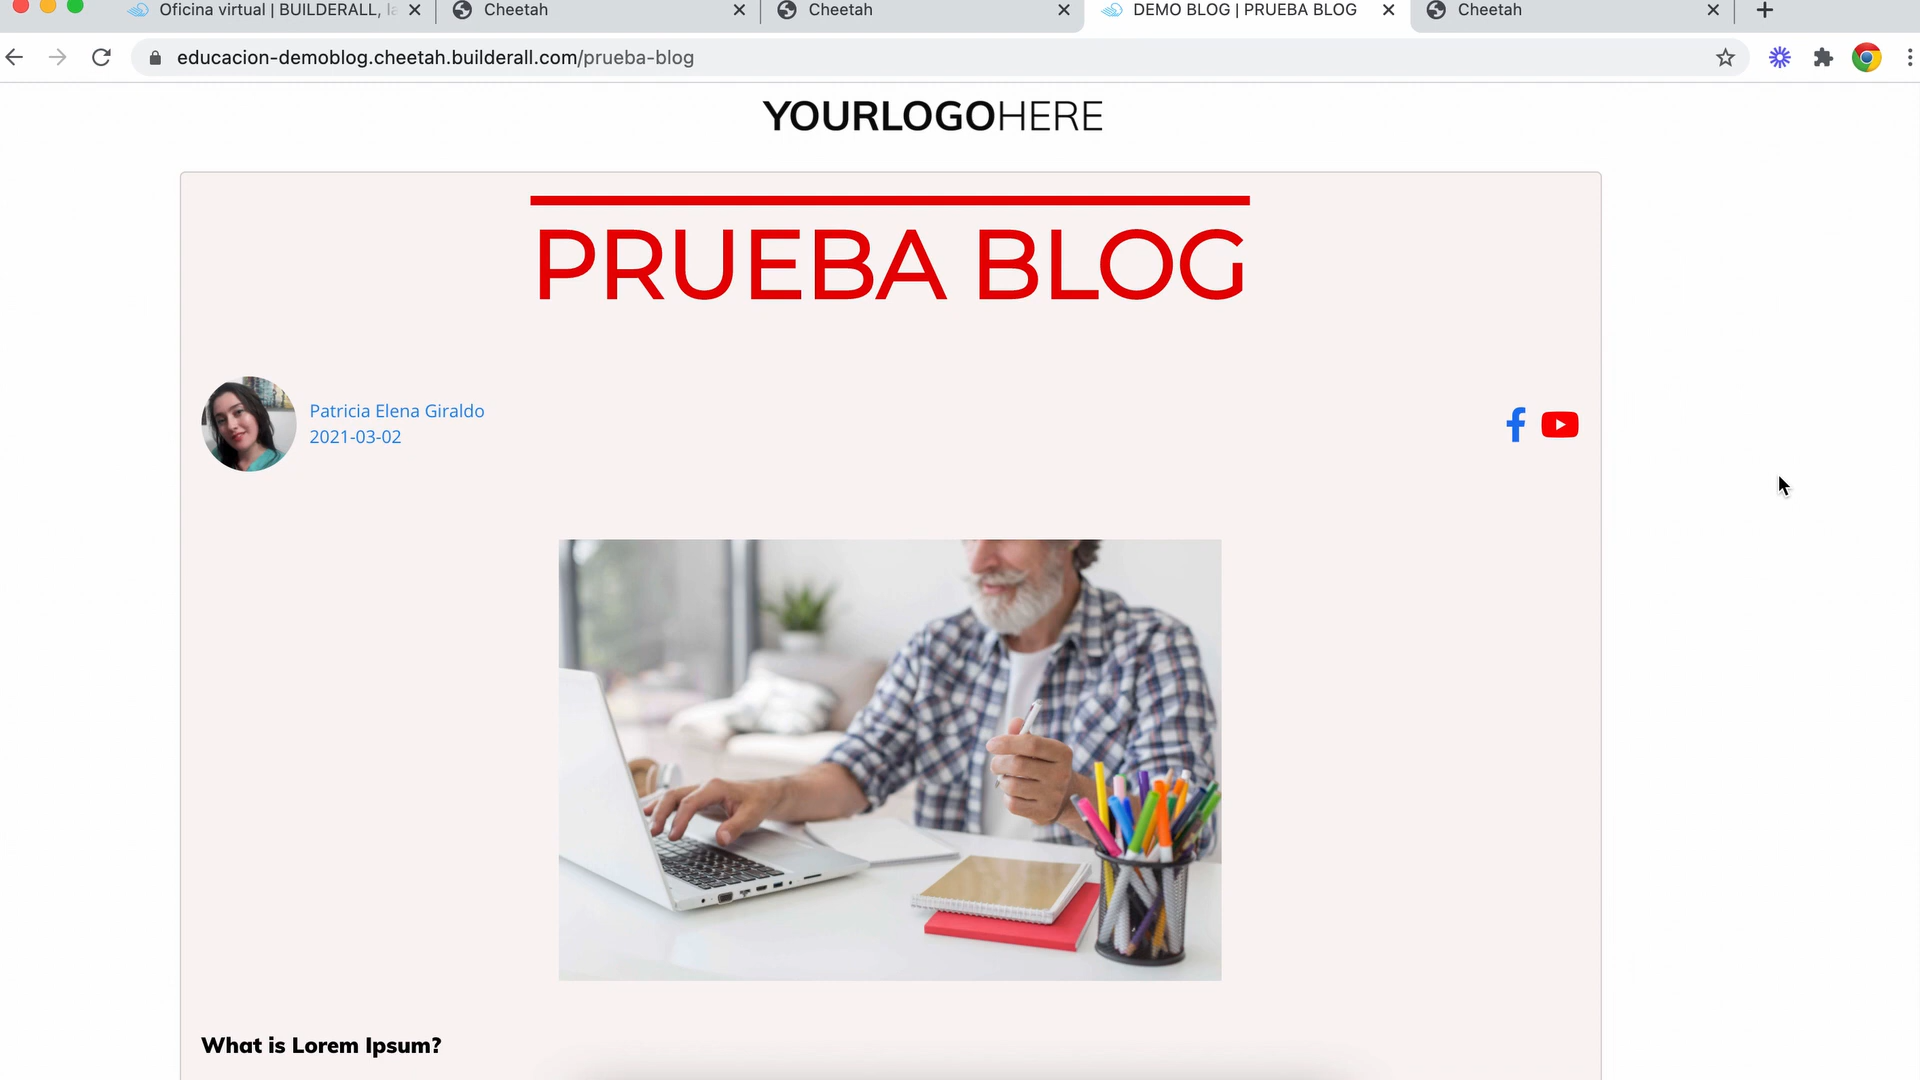 Oficina virtual | BUILDERALL, la
Cheetah
Cheetah
DEMO BLOG | PRUEBA BLOG
Cheetah
educacion-demoblog.cheetah.builderall.com/prueba-blog
YOURLOGOHERE
PRUEBA BLOG
Patricia Elena Giraldo
2021-03-02
What is Lorem Ipsum?